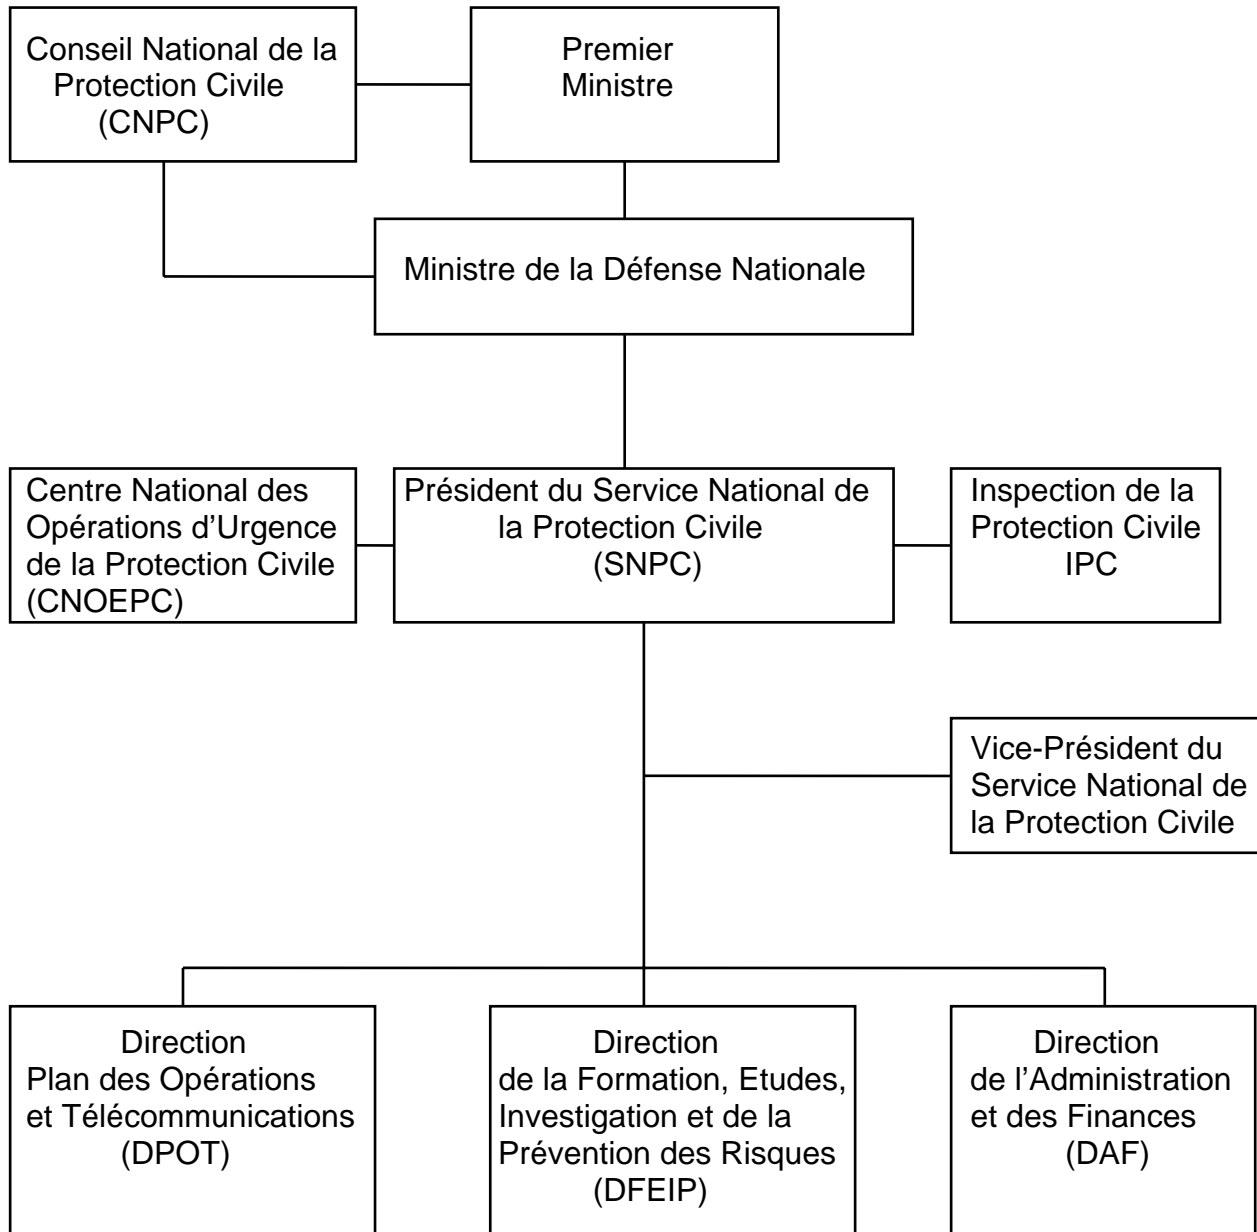 Conseil National de la
Protection Civile
(CNPC)
Premier
Ministre
Ministre de la Défense Nationale
Centre National des
Opérations d’Urgence
de la Protection Civile
(CNOEPC)
Président du Service National de
la Protection Civile
(SNPC)
Inspection de la
Protection Civile
IPC
Vice-Président du
Service National de
la Protection Civile
Direction
Plan des Opérations
et Télécommunications
(DPOT)
Direction
de la Formation, Etudes,
Investigation et de la
Prévention des Risques
(DFEIP)
Direction
de l’Administration
et des Finances
(DAF)